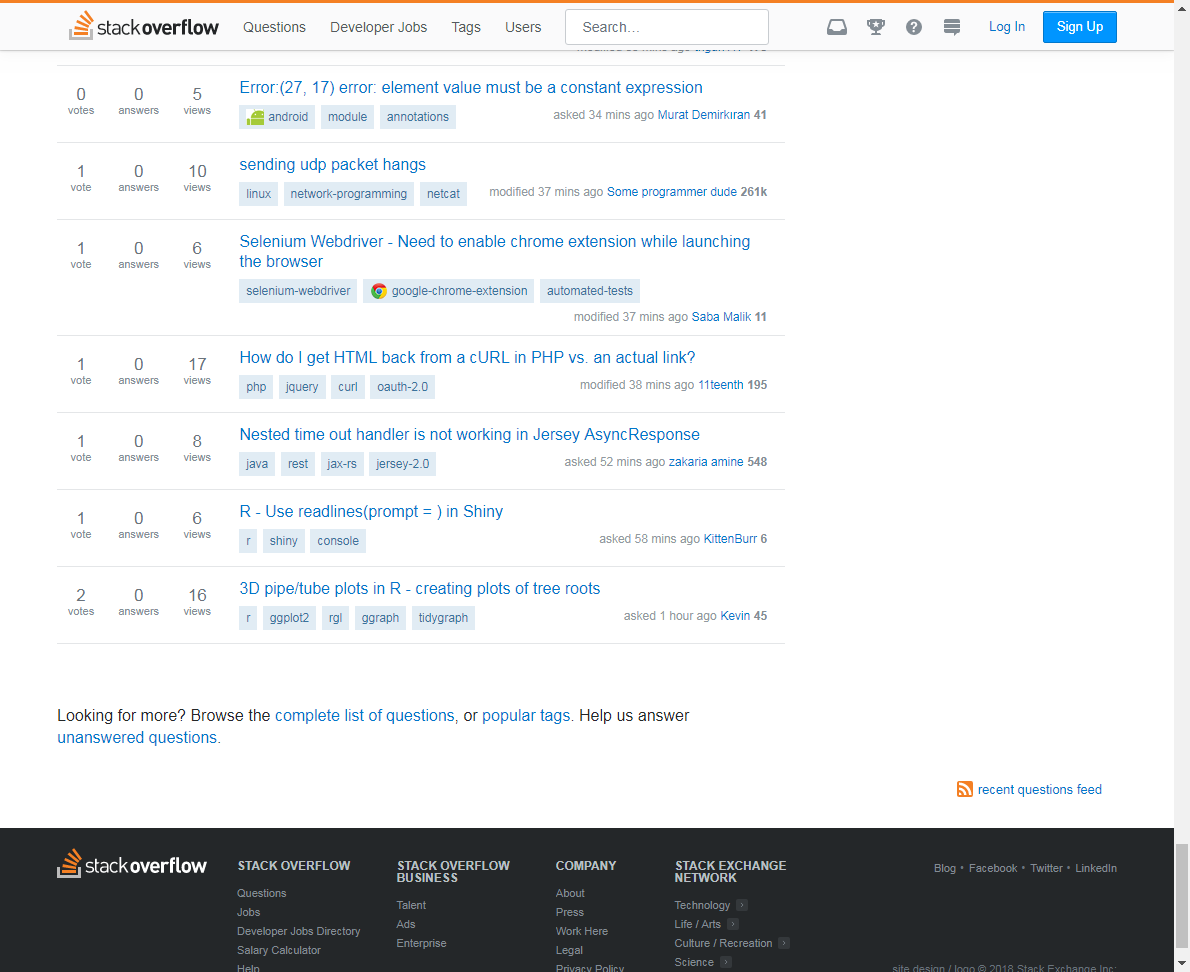 stackoverflow Questions Developer Jobs Tags Users Search... Log In Sign Up
0 votes 0 answers 5 views
Error:(27, 17) error: element value must be a constant expression
android module annotations
asked 34 mins ago Murat Demirkıran 41
1 vote 0 answers 10 views
sending udp packet hangs
linux network-programming netcat
modified 37 mins ago Some programmer dude 261k
1 vote 0 answers 6 views
Selenium Webdriver - Need to enable chrome extension while launching
the browser
selenium-webdriver google-chrome-extension automated-tests
modified 37 mins ago Saba Malik 11
1 vote 0 answers 17 views
How do I get HTML back from a cURL in PHP vs. an actual link?
php jquery curl oauth-2.0
modified 38 mins ago 11teenth 195
1 vote 0 answers 8 views
Nested time out handler is not working in Jersey AsyncResponse
java rest jax-rs jersey-2.0
asked 52 mins ago zakaria amine 548
1 vote 0 answers 6 views
R - Use readlines(prompt = ) in Shiny
r shiny console
asked 58 mins ago KittenBurr 6
2 votes 0 answers 16 views
3D pipe/tube plots in R - creating plots of tree roots
r ggplot2 rgl ggraph tidygraph
asked 1 hour ago Kevin 45
Looking for more? Browse the complete list of questions, or popular tags. Help us answer
unanswered questions.
recent questions feed
stackoverflow
STACK OVERFLOW
Questions
Jobs
Developer Jobs Directory
Salary Calculator
Help
STACK OVERFLOW
BUSINESS
Talent
Ads
Enterprise
COMPANY
About
Press
Work Here
Legal
Privacy Policy
STACK EXCHANGE
NETWORK
Technology
Life / Arts
Culture / Recreation
Science
Blog • Facebook • Twitter • LinkedIn
site design / logo © 2018 Stack Exchange Inc;